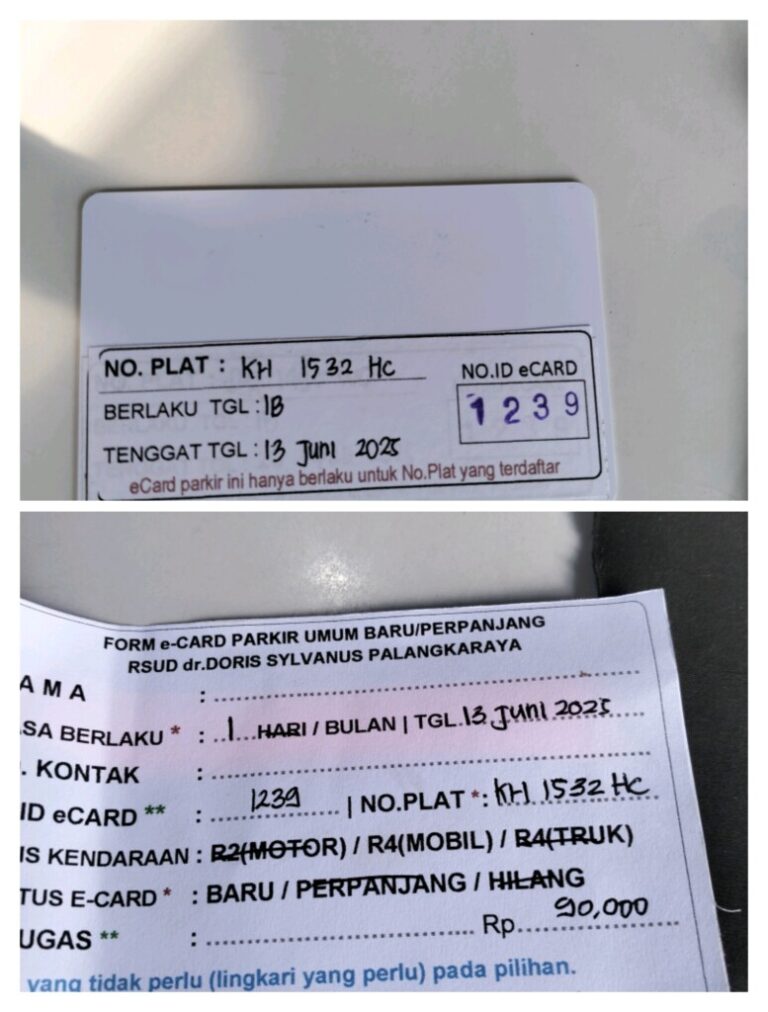 NO. PLAT : KH 1532 HC
NO.ID eCARD
BERLAKU TGL : 1B
1239
TENGGAT TGL : 13 Juni 2025
eCard parkir ini hanya berlaku untuk No.Plat yang terdaftar
FORM e-CARD PARKIR UMUM BARU/PERPANJANG
RSUD dr.DORIS SYLVANUS PALANGKARAYA
AMA :
SA BERLAKU * : 1 HARI / BULAN | TGL. 13 Juni 2025
. KONTAK :
ID eCARD ** : 1239 | NO.PLAT *: KH 1532 HC
IS KENDARAAN : R2(MOTOR) / R4(MOBIL) / R4(TRUK)
TUS E-CARD * : BARU / PERPANJANG / HILANG
UGAS ** : Rp 90,000
yang tidak perlu (lingkari yang perlu) pada pilihan.